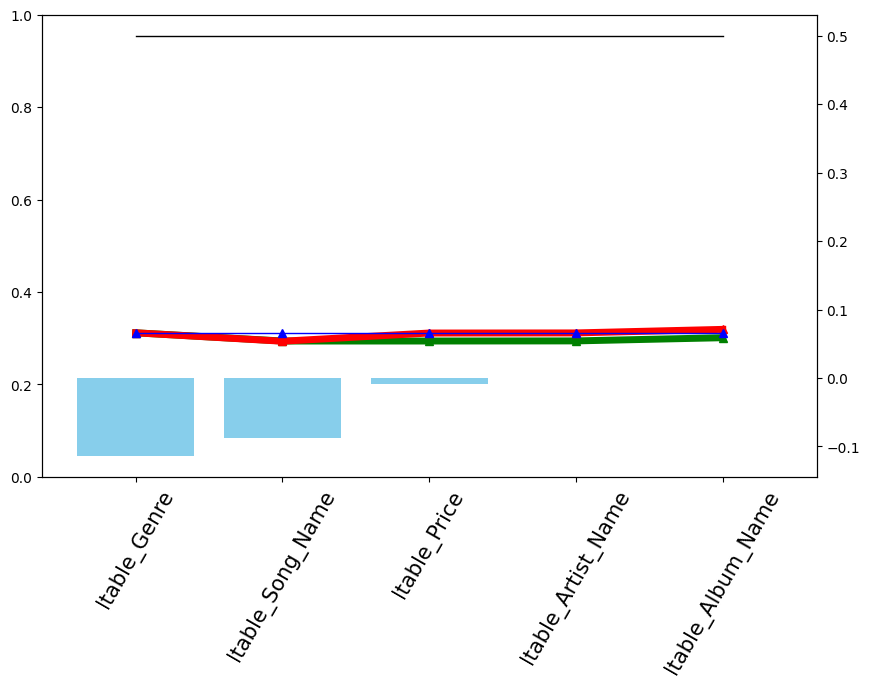 1.0
0.8
0.6
0.4
0.2
0.0
0.5
0.4
0.3
0.2
0.1
0.0
−0.1
ltable_Genre
ltable_Song_Name
ltable_Price
ltable_Artist_Name
ltable_Album_Name